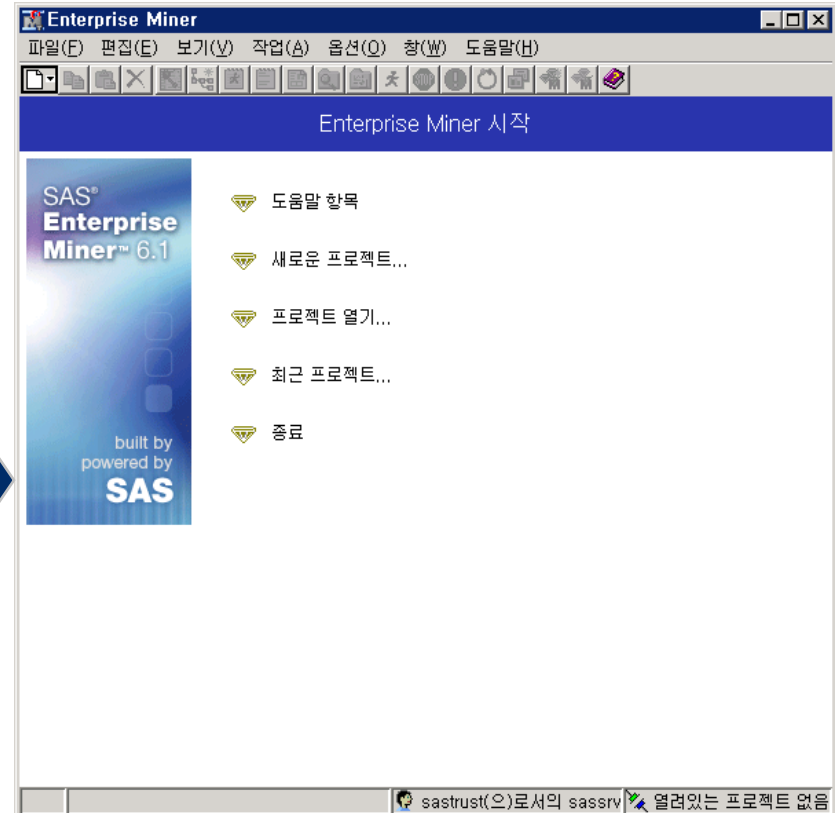 Enterprise Miner
파일(F) 편집(E) 보기(V) 작업(A) 옵션(O) 창(W) 도움말(H)
Enterprise Miner 시작
SAS®
Enterprise
Miner™ 6.1
도움말 항목
새로운 프로젝트...
프로젝트 열기...
최근 프로젝트...
종료
built by
powered by
SAS
sastrust(으)로서의 sassrv 열려있는 프로젝트 없음